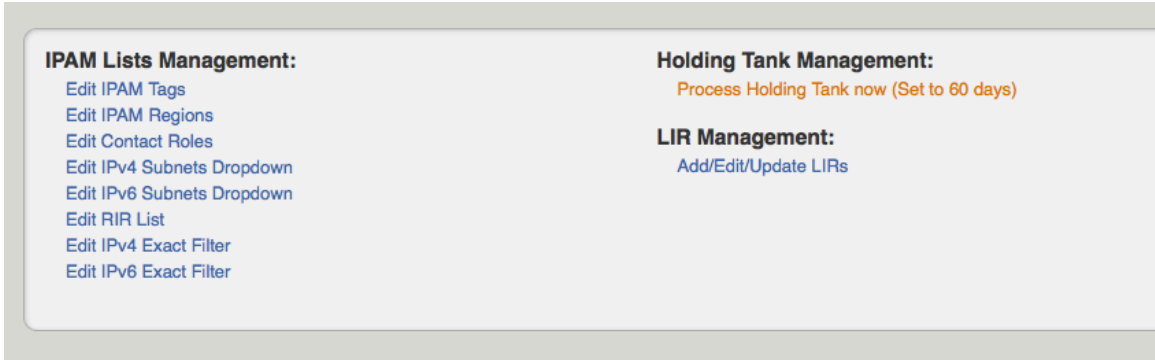 IPAM Lists Management:
Edit IPAM Tags
Edit IPAM Regions
Edit Contact Roles
Edit IPv4 Subnets Dropdown
Edit IPv6 Subnets Dropdown
Edit RIR List
Edit IPv4 Exact Filter
Edit IPv6 Exact Filter
Holding Tank Management:
Process Holding Tank now (Set to 60 days)
LIR Management:
Add/Edit/Update LIRs